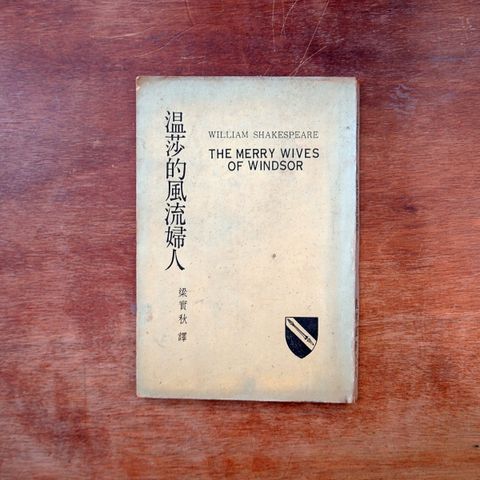 温莎的風流婦人
梁實秋 譯
WILLIAM SHAKESPEARE
THE MERRY WIVES
OF WINDSOR